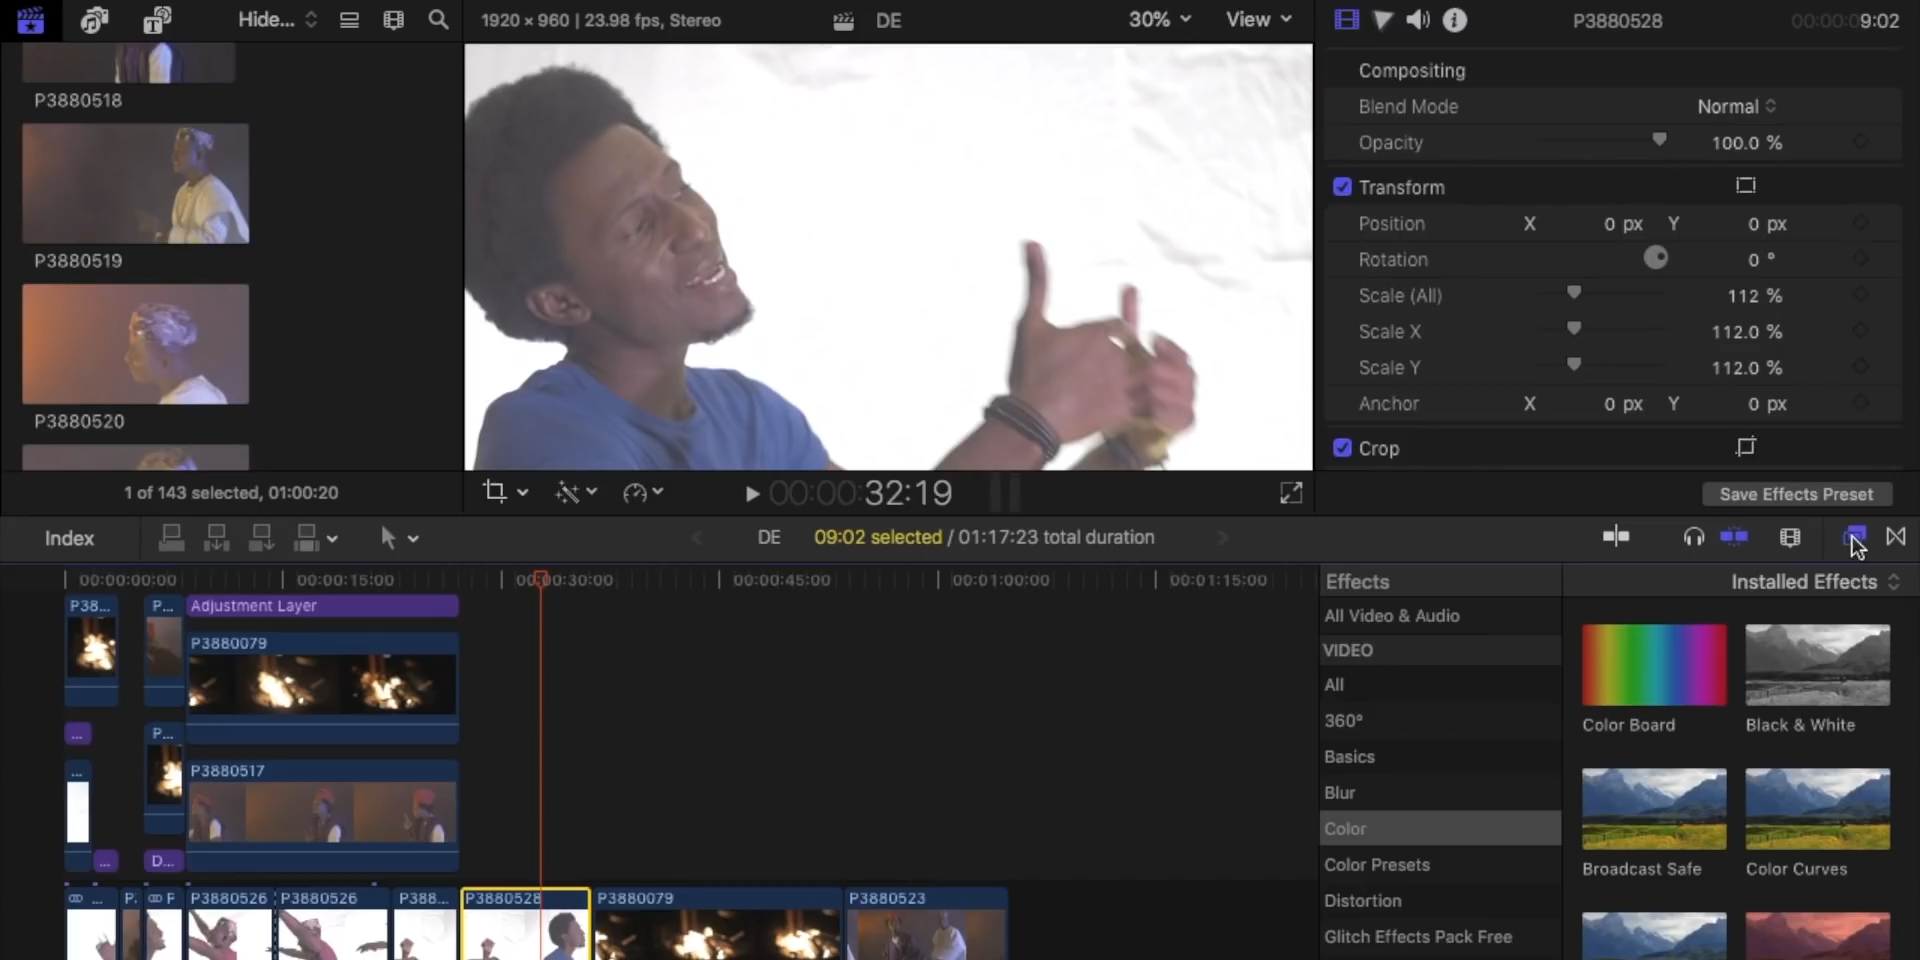 Hide...
1920 × 960 | 23.98 fps, Stereo
DE
30%
View
P3880528
00:00:09:02
P3880518
P3880519
P3880520
1 of 143 selected, 01:00:20
Compositing
Blend Mode Normal
Opacity 100.0 %
Transform
Position X 0 px Y 0 px
Rotation 0 °
Scale (All) 112 %
Scale X 112.0 %
Scale Y 112.0 %
Anchor X 0 px Y 0 px
Crop
00:00:32:19
Save Effects Preset
Index
DE 09:02 selected / 01:17:23 total duration
00:00:00:00 00:00:15:00 00:00:30:00 00:00:45:00 00:01:00:00 00:01:15:00
P38... P... Adjustment Layer
P3880079
... P...
... P3880517
... D...
... P. P P3880526 P3880526 P388... P3880528 P3880079 P3880523
Effects
Installed Effects
All Video & Audio
VIDEO
All
360°
Basics
Blur
Color
Color Presets
Distortion
Glitch Effects Pack Free
Color Board
Black & White
Broadcast Safe
Color Curves